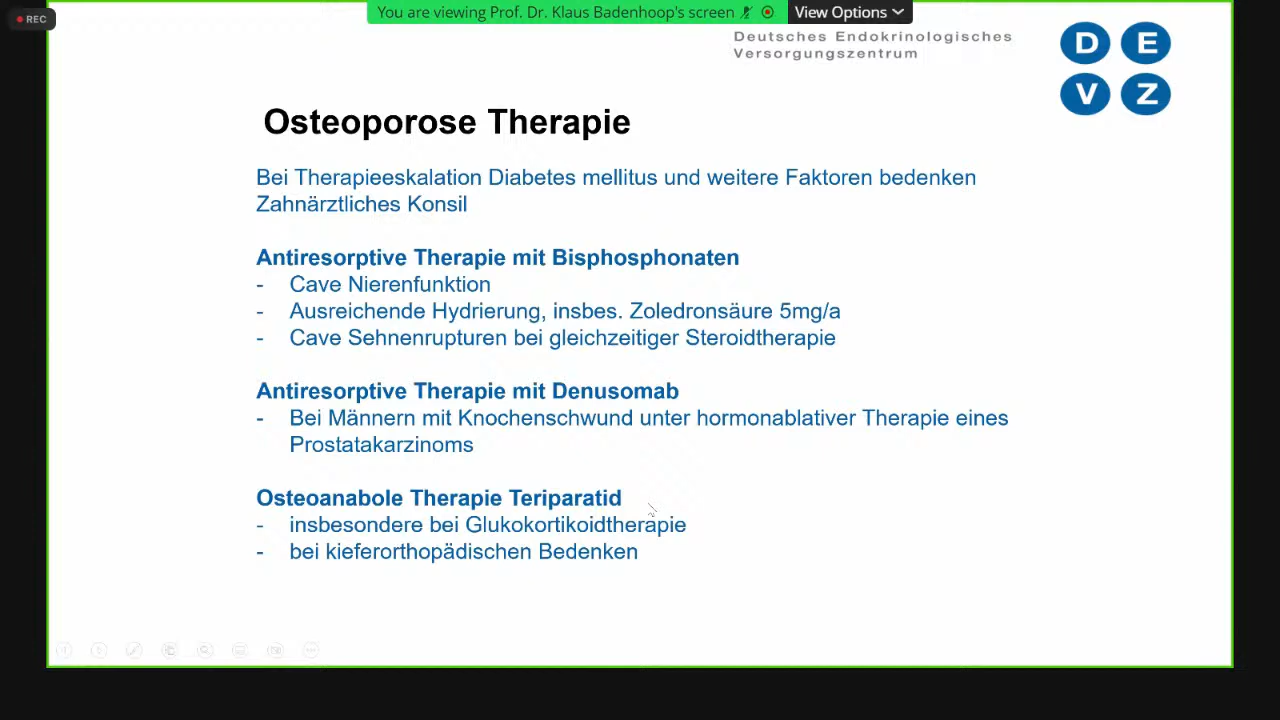 REC
You are viewing Prof. Dr. Klaus Badenhoop's screen
View Options
Deutsches Endokrinologisches
Versorgungszentrum
D E
V Z
Osteoporose Therapie
Bei Therapieeskalation Diabetes mellitus und weitere Faktoren bedenken
Zahnärztliches Konsil
Antiresorptive Therapie mit Bisphosphonaten
- Cave Nierenfunktion
- Ausreichende Hydrierung, insbes. Zoledronsäure 5mg/a
- Cave Sehnenrupturen bei gleichzeitiger Steroidtherapie
Antiresorptive Therapie mit Denusomab
- Bei Männern mit Knochenschwund unter hormonablativer Therapie eines
Prostatakarzinoms
Osteoanabole Therapie Teriparatid
- insbesondere bei Glukokortikoidtherapie
- bei kieferorthopädischen Bedenken